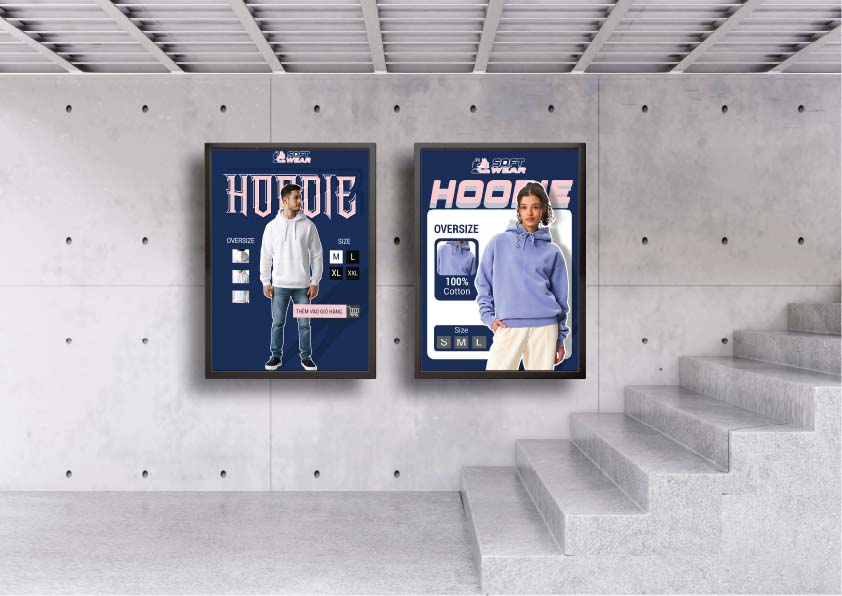 SOFT
WEAR
HOODIE
OVERSIZE
SIZE
M L
XL XXL
THÊM VÀO GIỎ HÀNG
SOFT
WEAR
HOODIE
OVERSIZE
100%
Cotton
Size
S M L